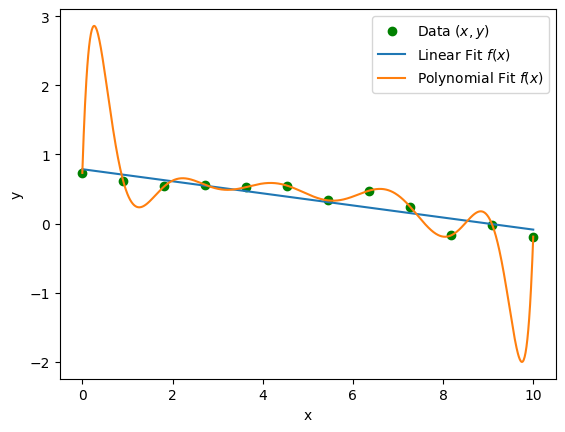 Data (x, y)
Linear Fit f(x)
Polynomial Fit f(x)
3
2
1
0
−1
−2
y
0
2
4
6
8
10
x